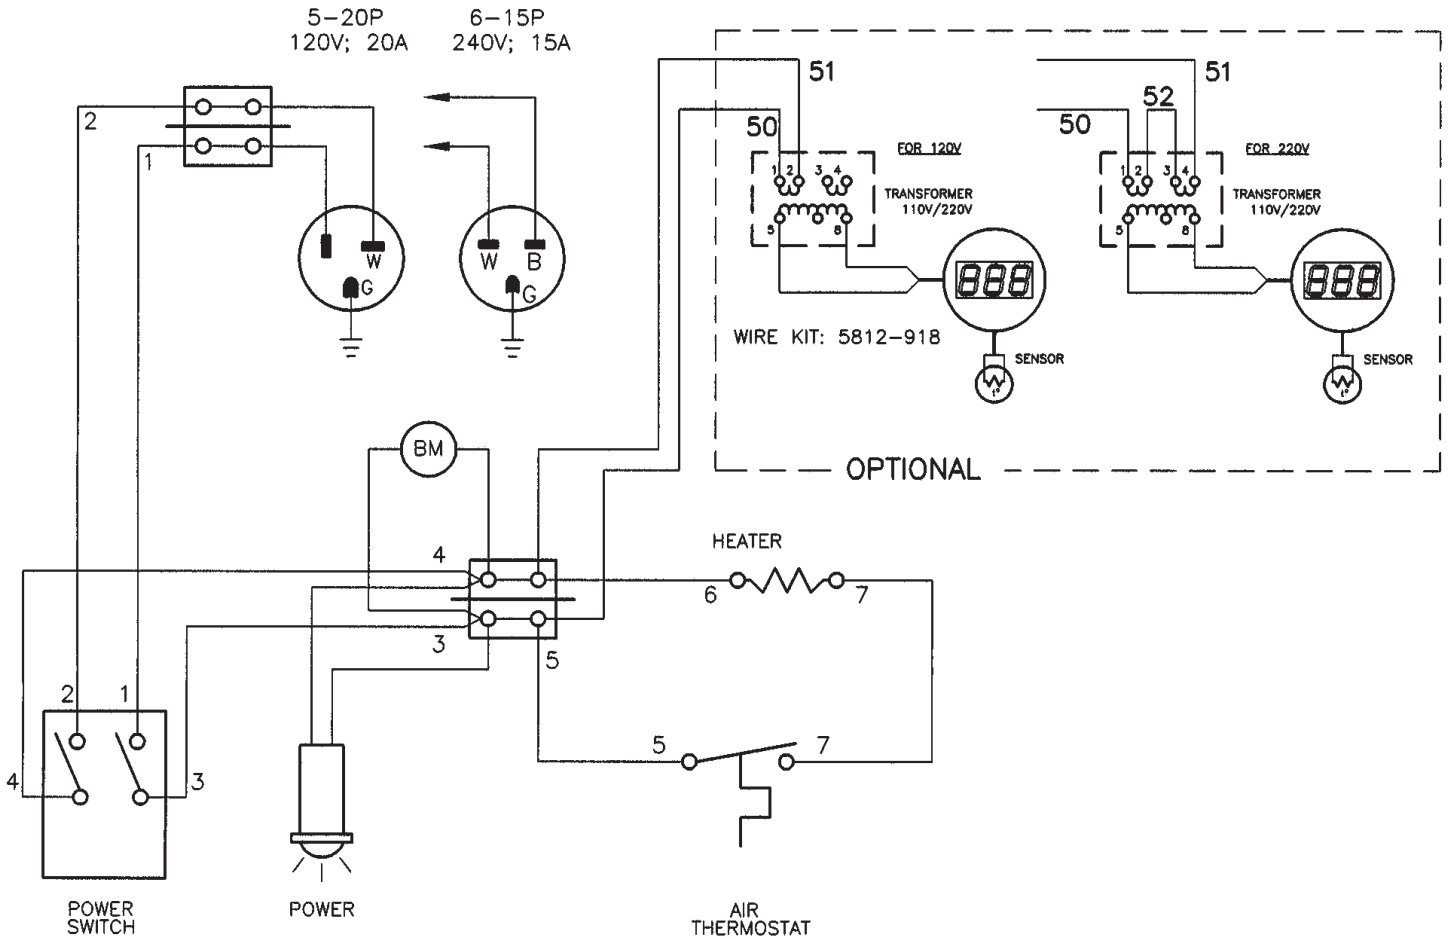 5-20P
120V; 20A
6-15P
240V; 15A
51
50
FOR 120V
1 2 3 4
TRANSFORMER
110V/220V
5 8
888
SENSOR
t°
51
52
50
FOR 220V
1 2 3 4
TRANSFORMER
110V/220V
5 8
888
SENSOR
t°
WIRE KIT: 5812-918
OPTIONAL
2
1
W
G
W B
G
BM
4
3
5
HEATER
6
7
5
7
AIR
THERMOSTAT
2 1
4
3
POWER
SWITCH
POWER